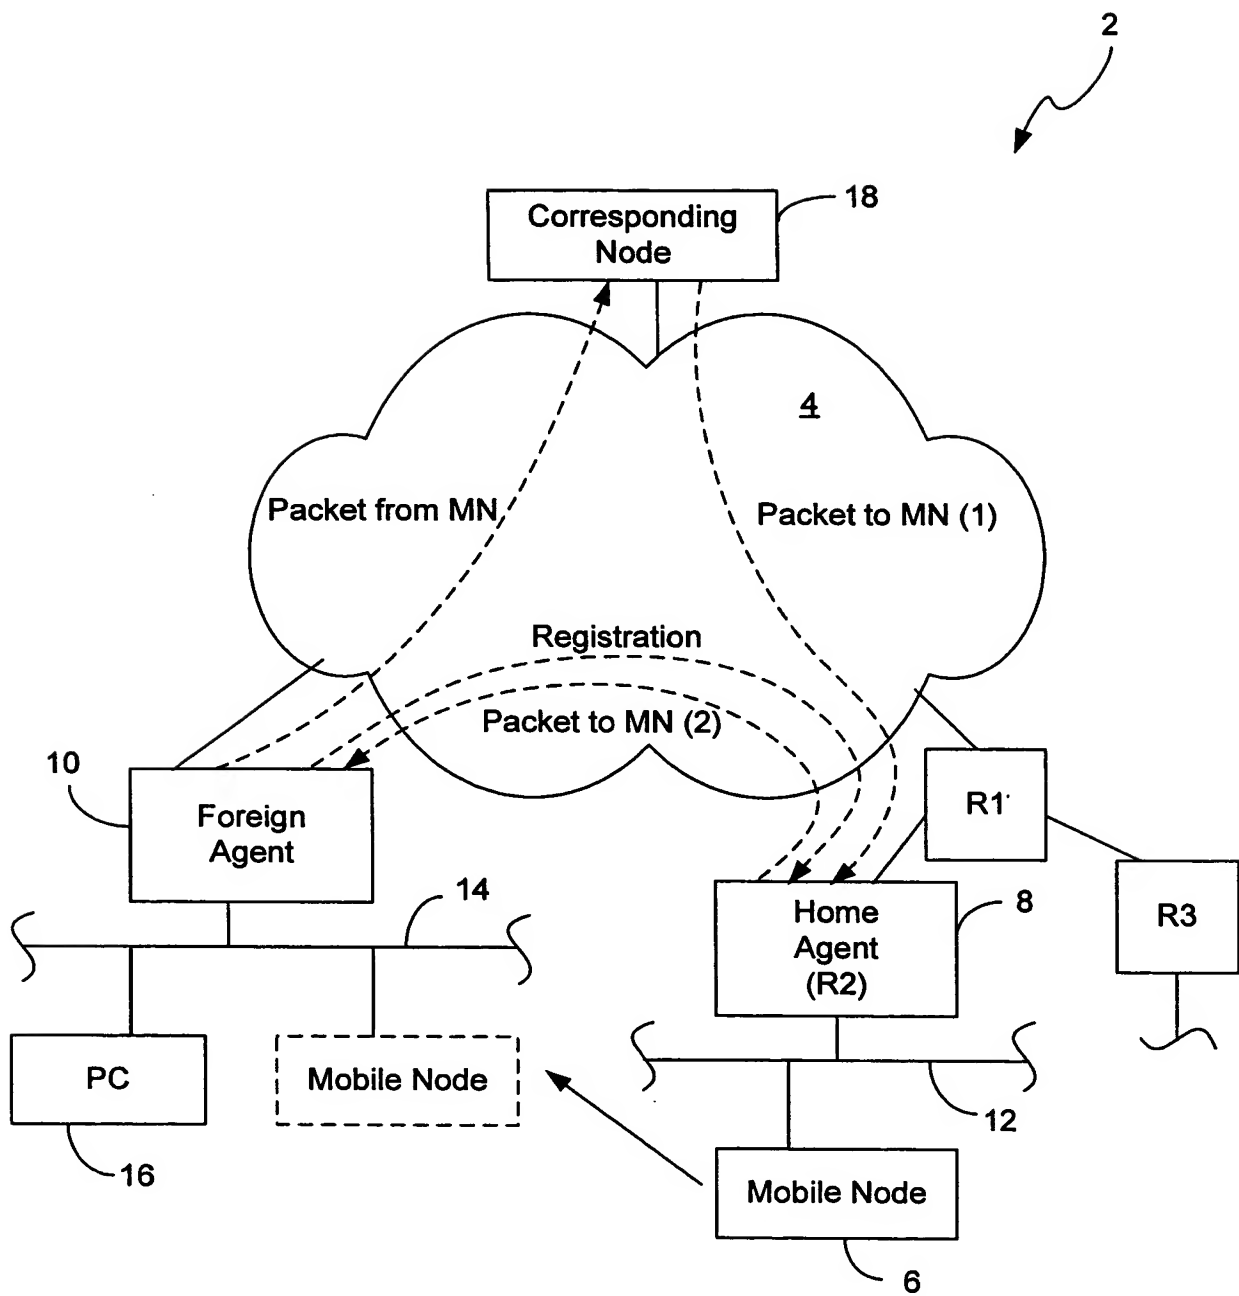 2
Corresponding
Node
18
4
Packet from MN
Packet to MN (1)
Registration
Packet to MN (2)
10
Foreign
Agent
R1
R3
14
Home
Agent
(R2)
8
PC
Mobile Node
12
16
Mobile Node
6